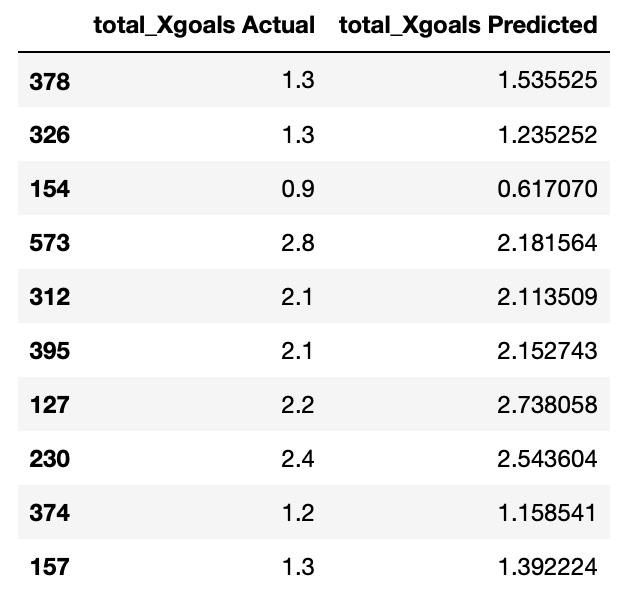 total_Xgoals Actual total_Xgoals Predicted
378 1.3 1.535525
326 1.3 1.235252
154 0.9 0.617070
573 2.8 2.181564
312 2.1 2.113509
395 2.1 2.152743
127 2.2 2.738058
230 2.4 2.543604
374 1.2 1.158541
157 1.3 1.392224